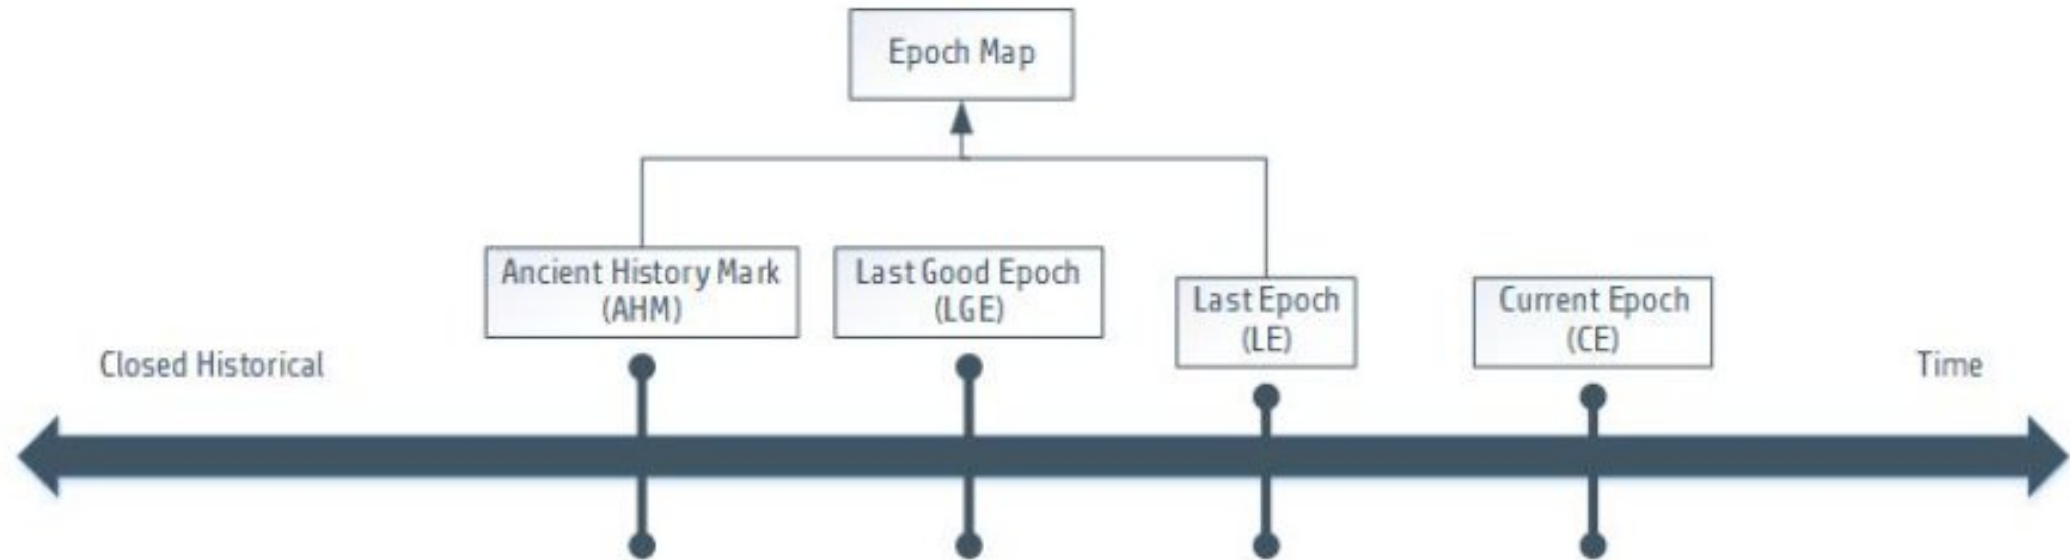 Epoch Map
Ancient History Mark
(AHM)
Last Good Epoch
(LGE)
Last Epoch
(LE)
Current Epoch
(CE)
Closed Historical
Time